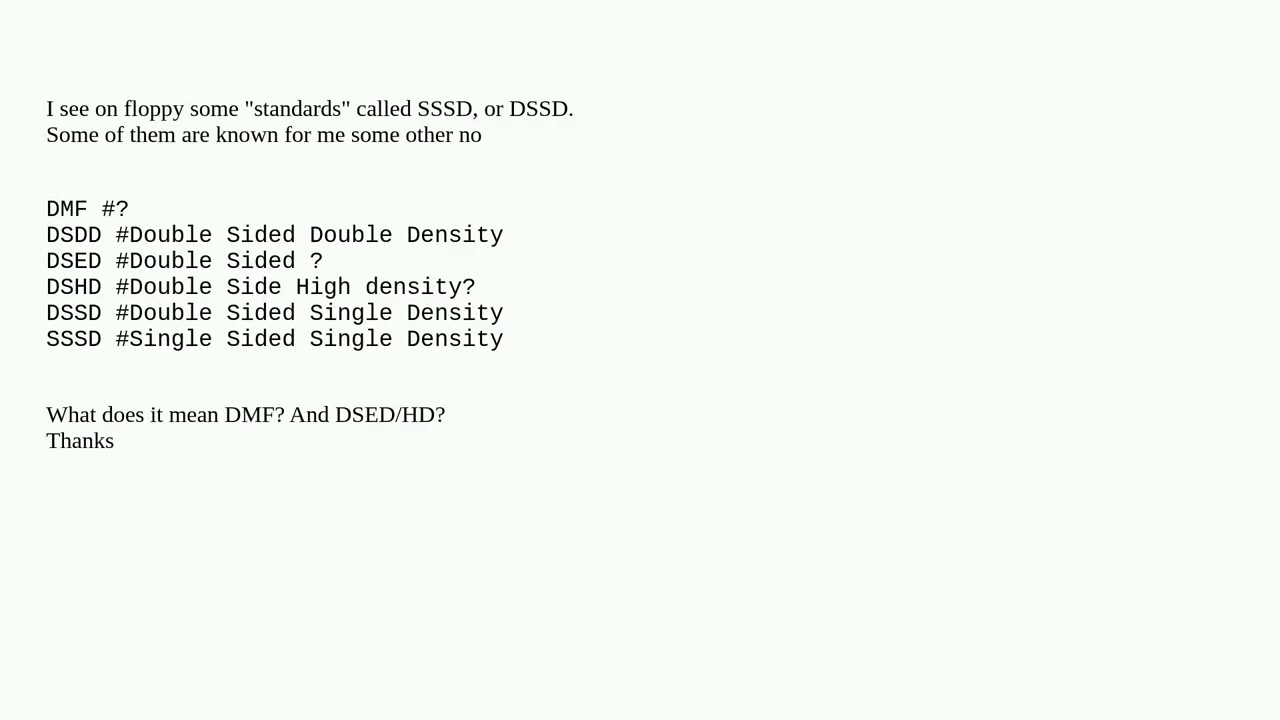 I see on floppy some "standards" called SSSD, or DSSD.
Some of them are known for me some other no
DMF #?
DSDD #Double Sided Double Density
DSED #Double Sided ?
DSHD #Double Side High density?
DSSD #Double Sided Single Density
SSSD #Single Sided Single Density
What does it mean DMF? And DSED/HD?
Thanks